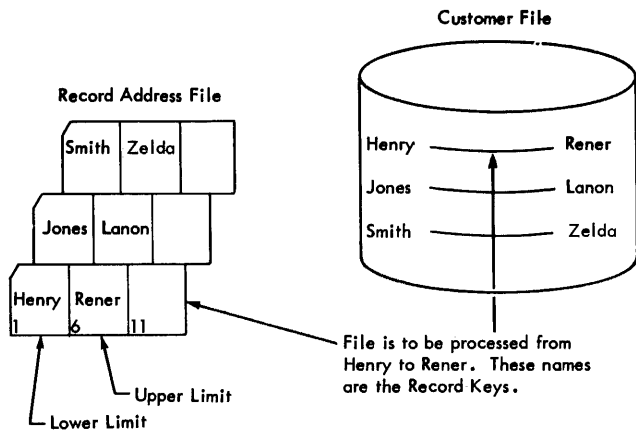 Customer File
Record Address File
Smith Zelda
Jones Lanon
Henry Rener
1 6 11
Henry Rener
Jones Lanon
Smith Zelda
File is to be processed from
Henry to Rener. These names
are the Record Keys.
Upper Limit
Lower Limit